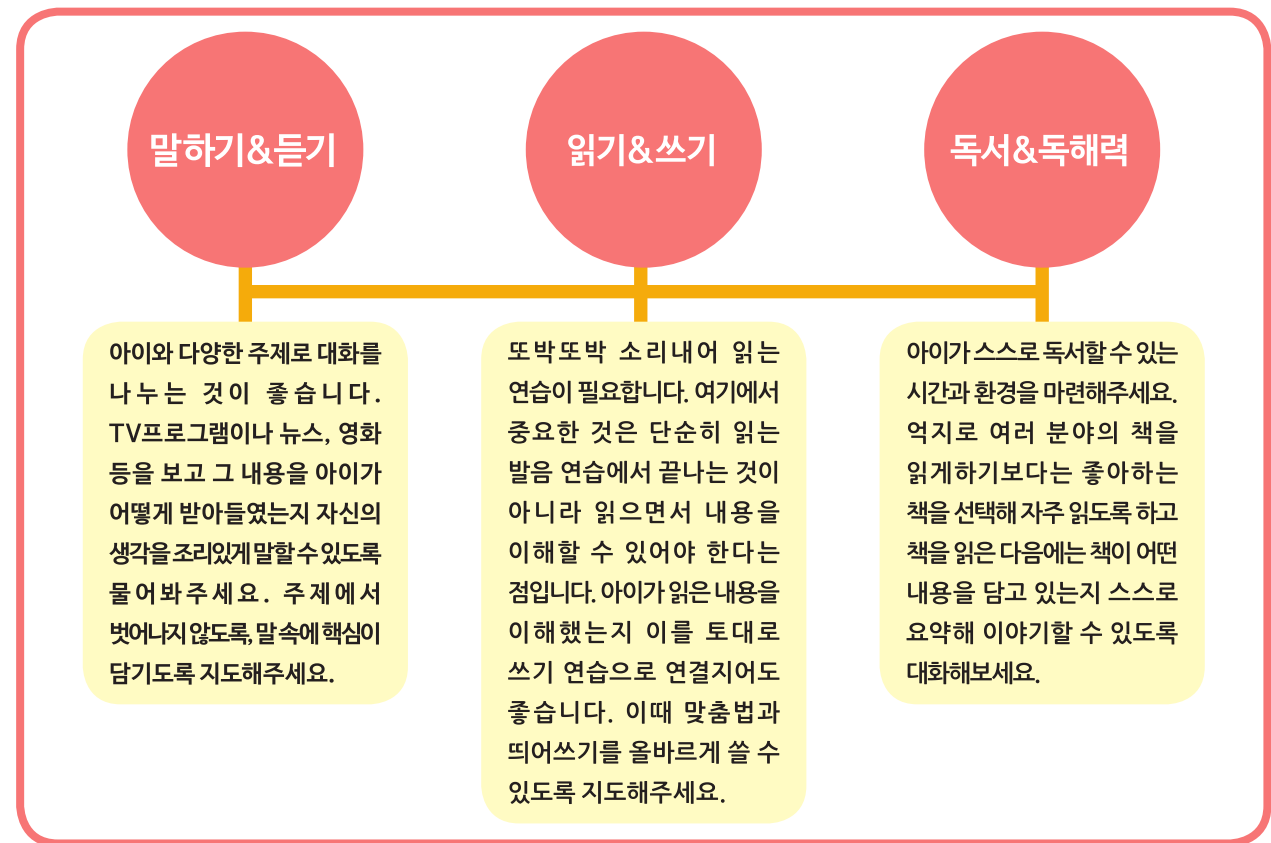 말하기&듣기
아이와 다양한 주제로 대화를
나누는 것이 좋습니다.
TV프로그램이나 뉴스, 영화
등을 보고 그 내용을 아이가
어떻게 받아들였는지 자신의
생각을 조리있게 말할 수 있도록
물어봐주세요. 주제에서
벗어나지 않도록, 말 속에 핵심이
담기도록 지도해주세요.
읽기&쓰기
또박또박 소리내어 읽는
연습이 필요합니다. 여기에서
중요한 것은 단순히 읽는
발음 연습에서 끝나는 것이
아니라 읽으면서 내용을
이해할 수 있어야 한다는
점입니다. 아이가 읽은 내용을
이해했는지 이를 토대로
쓰기 연습으로 연결지어도
좋습니다. 이때 맞춤법과
띄어쓰기를 올바르게 쓸 수
있도록 지도해주세요.
독서&독해력
아이가 스스로 독서할 수 있는
시간과 환경을 마련해주세요.
억지로 여러 분야의 책을
읽게하기보다는 좋아하는
책을 선택해 자주 읽도록 하고
책을 읽은 다음에는 책이 어떤
내용을 담고 있는지 스스로
요약해 이야기할 수 있도록
대화해보세요.